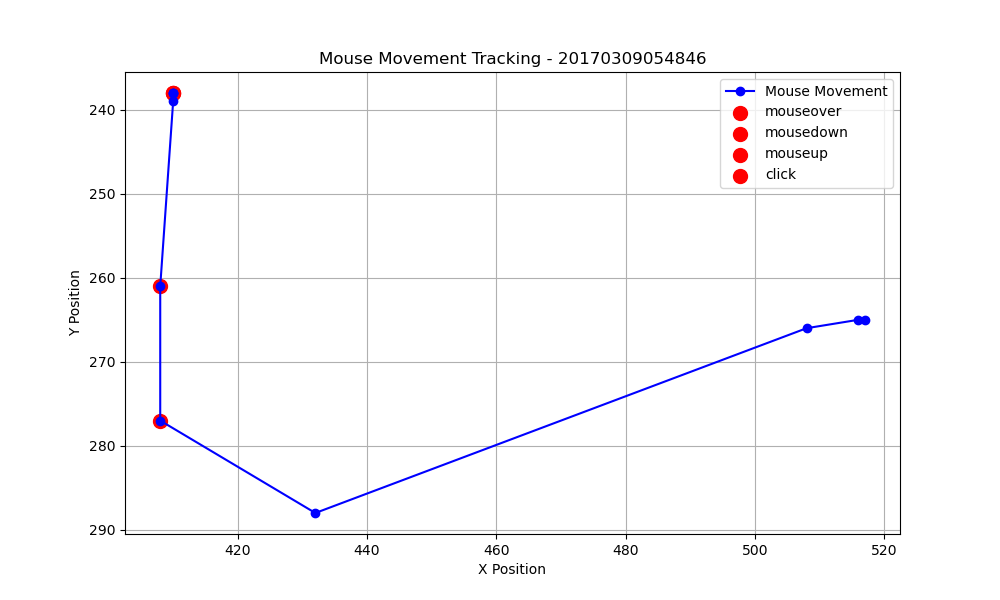 Mouse Movement Tracking - 20170309054846
Mouse Movement
mouseover
mousedown
mouseup
click
240
250
260
270
280
290
Y Position
420
440
460
480
500
520
X Position